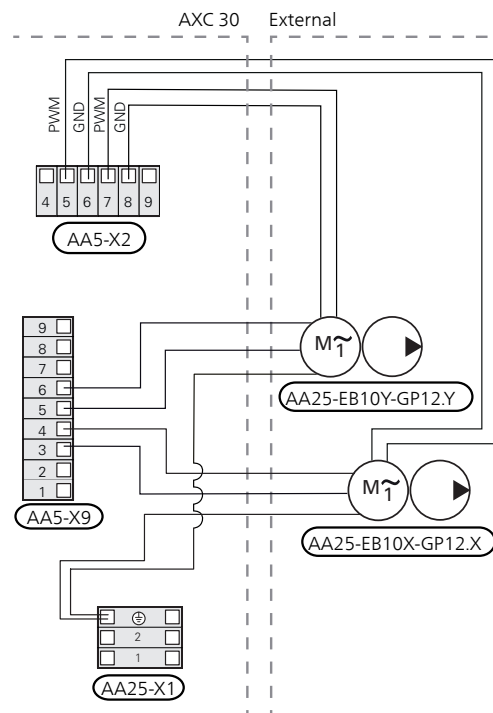 AXC 30
External
PWM
GND
PWM
GND
4 5 6 7 8 9
AA5-X2
9
8
7
6
5
4
3
2
1
AA5-X9
M 1
AA25-EB10Y-GP12.Y
M 1
AA25-EB10X-GP12.X
2
1
AA25-X1